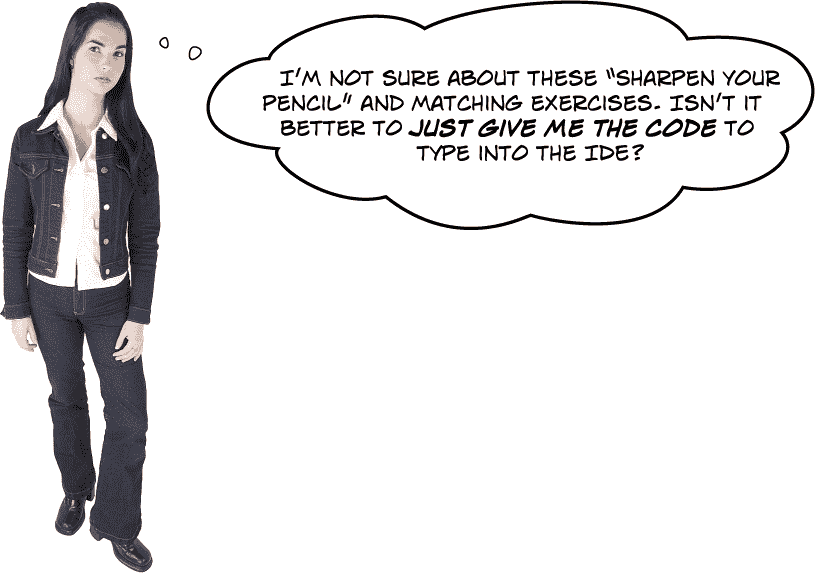 I'M NOT SURE ABOUT THESE "SHARPEN YOUR
PENCIL" AND MATCHING EXERCISES. ISN'T IT
BETTER TO JUST GIVE ME THE CODE TO
TYPE INTO THE IDE?